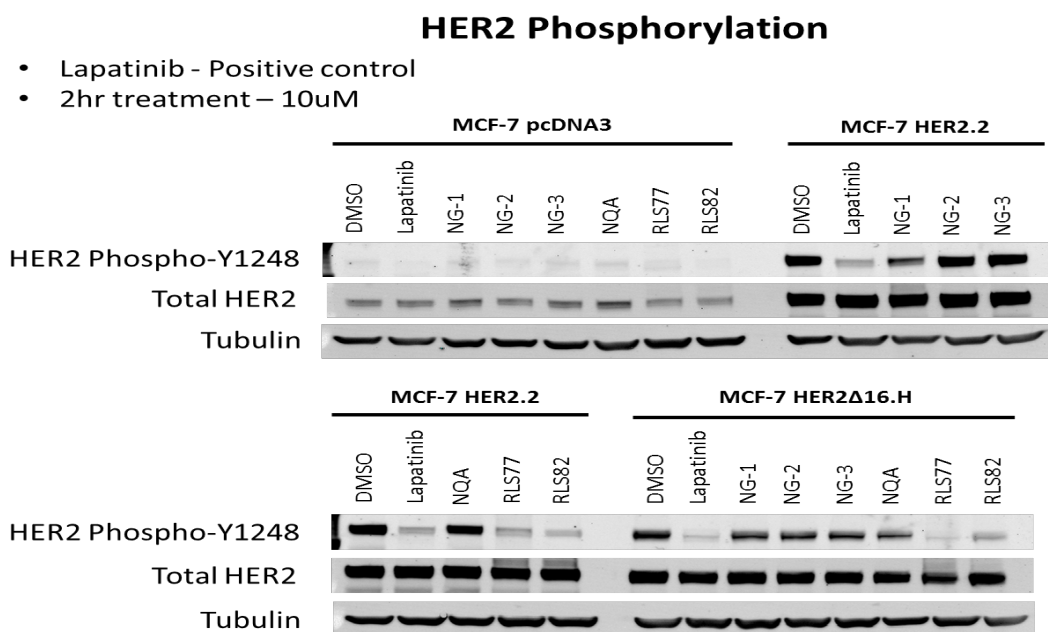 HER2 Phosphorylation
• Lapatinib - Positive control
• 2hr treatment – 10uM
MCF-7 pcDNA3
MCF-7 HER2.2
DMSO Lapatinib NG-1 NG-2 NG-3 NQA RLS77 RLS82
DMSO Lapatinib NG-1 NG-2 NG-3
HER2 Phospho-Y1248
Total HER2
Tubulin
MCF-7 HER2.2
MCF-7 HER2Δ16.H
DMSO Lapatinib NQA RLS77 RLS82
DMSO Lapatinib NG-1 NG-2 NG-3 NQA RLS77 RLS82
HER2 Phospho-Y1248
Total HER2
Tubulin